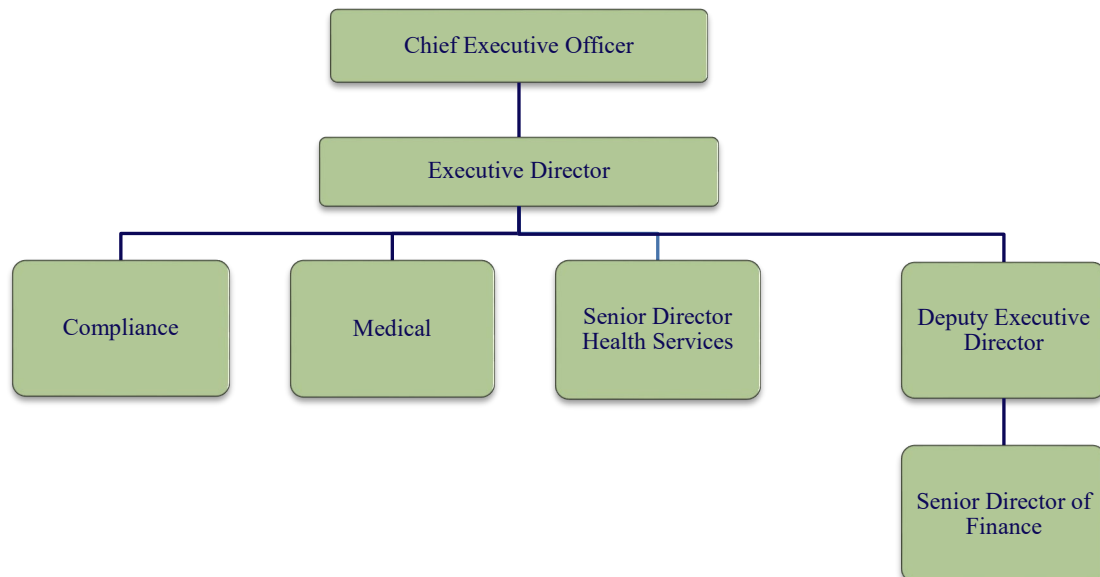 Chief Executive Officer
Executive Director
Compliance
Medical
Senior Director
Health Services
Deputy Executive
Director
Senior Director of
Finance